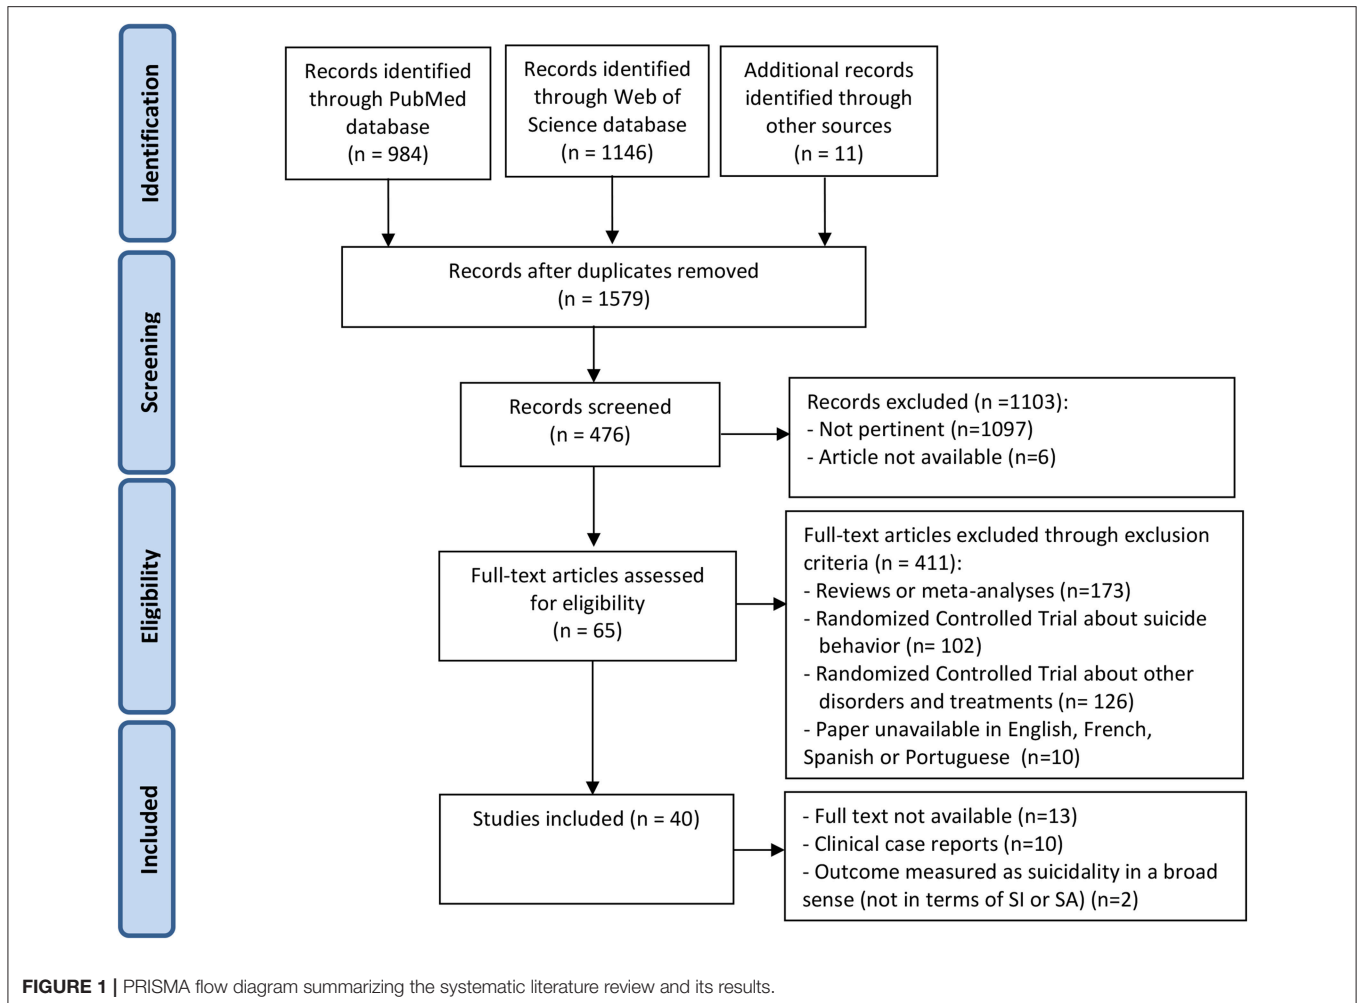 Identification
Records identified
through PubMed
database
(n = 984)
Records identified
through Web of
Science database
(n = 1146)
Additional records
identified through
other sources
(n = 11)
Records after duplicates removed
(n = 1579)
Screening
Records screened
(n = 476)
Records excluded (n =1103):
- Not pertinent (n=1097)
- Article not available (n=6)
Eligibility
Full-text articles assessed
for eligibility
(n = 65)
Full-text articles excluded through exclusion
criteria (n = 411):
- Reviews or meta-analyses (n=173)
- Randomized Controlled Trial about suicide
behavior (n= 102)
- Randomized Controlled Trial about other
disorders and treatments (n= 126)
- Paper unavailable in English, French,
Spanish or Portuguese (n=10)
Included
Studies included (n = 40)
- Full text not available (n=13)
- Clinical case reports (n=10)
- Outcome measured as suicidality in a broad
sense (not in terms of SI or SA) (n=2)
FIGURE 1 | PRISMA flow diagram summarizing the systematic literature review and its results.